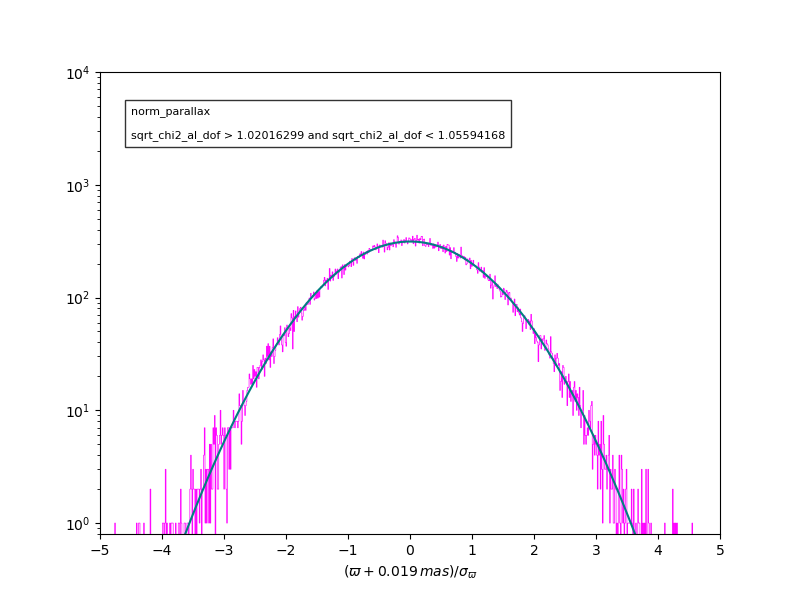 10⁴
10³
10²
10¹
10⁰
norm_parallax
sqrt_chi2_al_dof > 1.02016299 and sqrt_chi2_al_dof < 1.05594168
−5 −4 −3 −2 −1 0 1 2 3 4 5
(ϖ + 0.019 mas)/σ_ϖ